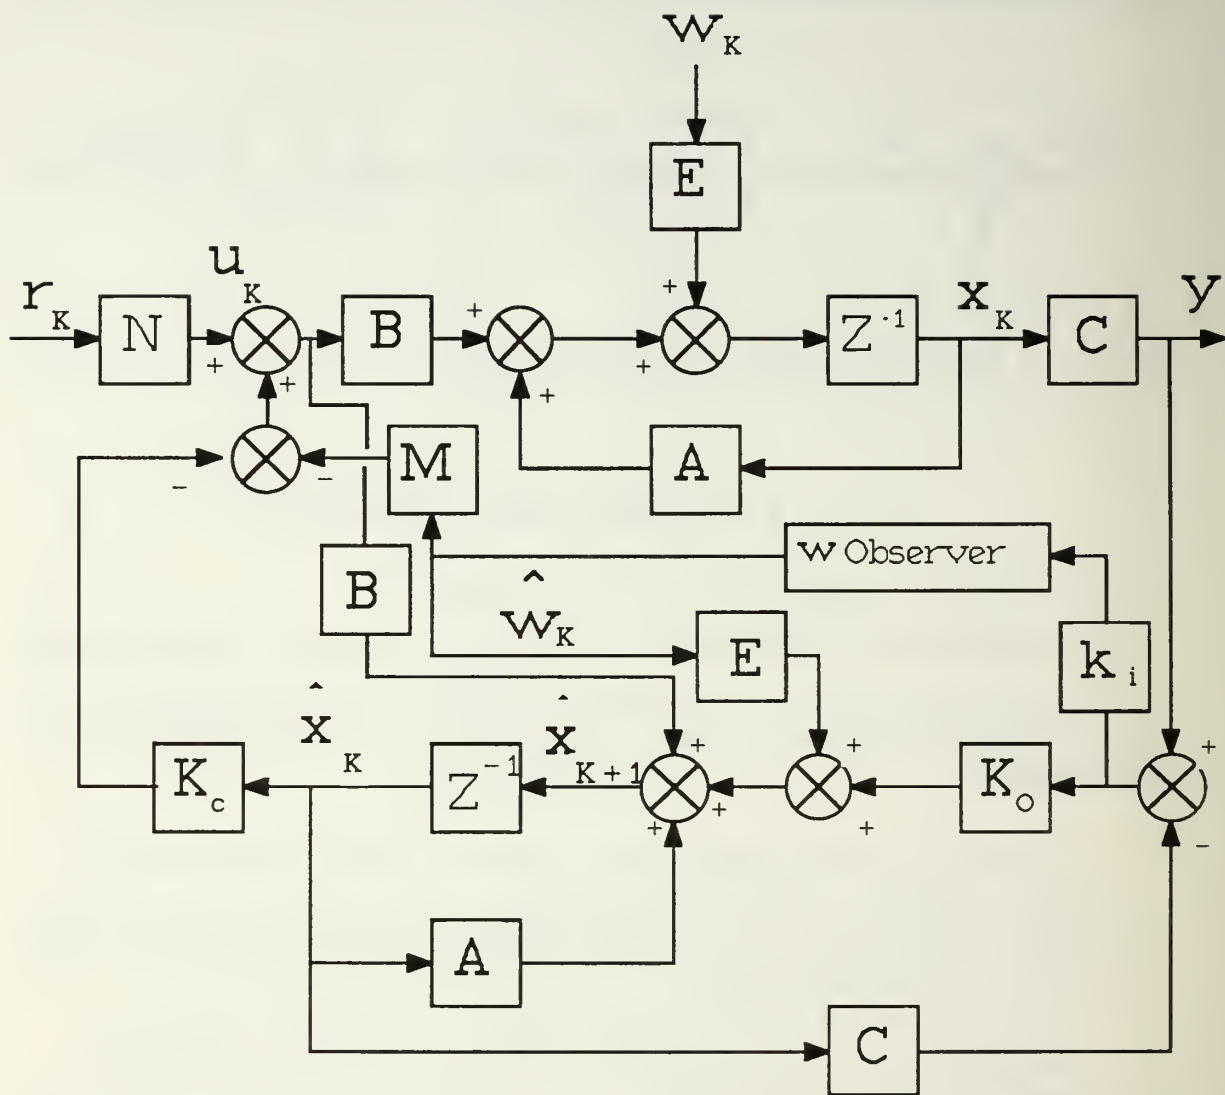 w_K
E
r_K
N
u_K
+
+
B
+
+
+
+
Z^-1
x_K
C
y
A
-
-
M
w Observer
B
ŵ_K
E
k_i
x̂_K
K_c
Z^-1
x̂_K+1
+
+
+
+
+
K_o
+
-
A
C